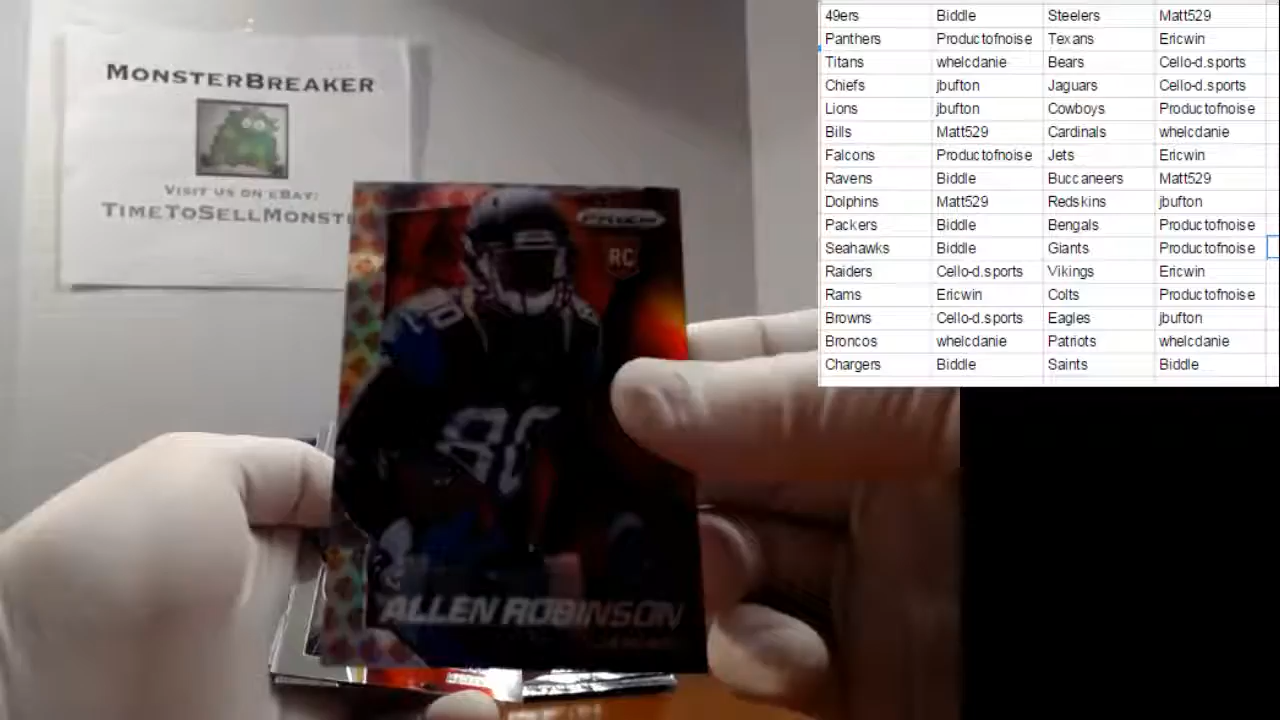 MONSTERBREAKER
VISIT US ON EBAY:
TIMETOSELLMONST
PRIZM
RC
80
80
ALLEN ROBINSON
49ers Biddle Steelers Matt529
Panthers Productofnoise Texans Ericwin
Titans whelcdanie Bears Cello-d.sports
Chiefs jbufton Jaguars Cello-d.sports
Lions jbufton Cowboys Productofnoise
Bills Matt529 Cardinals whelcdanie
Falcons Productofnoise Jets Ericwin
Ravens Biddle Buccaneers Matt529
Dolphins Matt529 Redskins jbufton
Packers Biddle Bengals Productofnoise
Seahawks Biddle Giants Productofnoise
Raiders Cello-d.sports Vikings Ericwin
Rams Ericwin Colts Productofnoise
Browns Cello-d.sports Eagles jbufton
Broncos whelcdanie Patriots whelcdanie
Chargers Biddle Saints Biddle